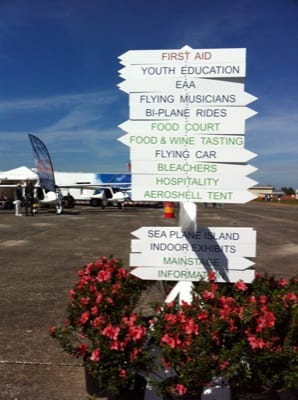 FIRST AID
YOUTH EDUCATION
EAA
FLYING MUSICIANS
BI-PLANE RIDES
FOOD COURT
FOOD & WINE TASTING
FLYING CAR
BLEACHERS
HOSPITALITY
AEROSHELL TENT
SEA PLANE ISLAND
INDOOR EXHIBITS
MAINSTAGE
INFORMATION